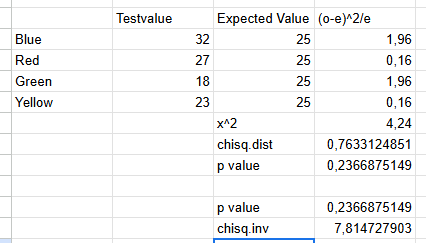 Testvalue Expected Value (o-e)^2/e
Blue 32 25 1,96
Red 27 25 0,16
Green 18 25 1,96
Yellow 23 25 0,16
x^2 4,24
chisq.dist 0,7633124851
p value 0,2366875149
p value 0,2366875149
chisq.inv 7,814727903